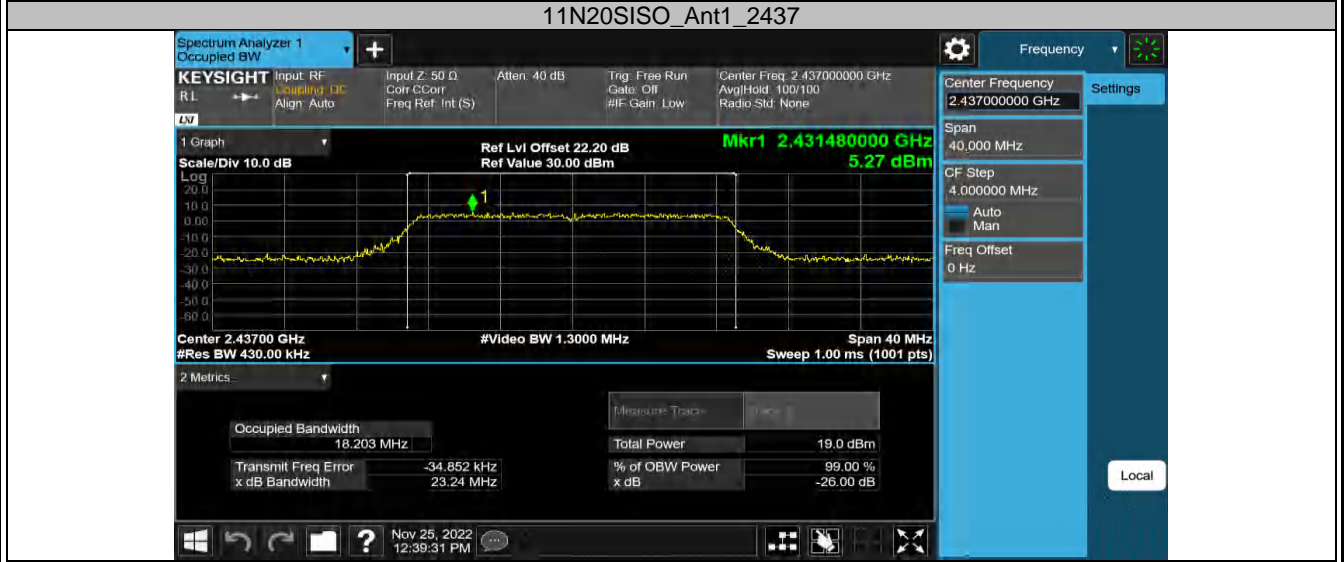 11N20SISO_Ant1_2437
Spectrum Analyzer 1
Occupied BW
Frequency
KEYSIGHT
RL
LXI
Input: RF
Coupling: DC
Align: Auto
Input Z: 50 Ω
Corr CCorr
Freq Ref: Int (S)
Atten: 40 dB
Trig: Free Run
Gate: Off
#IF Gain: Low
Center Freq: 2.437000000 GHz
Avg|Hold: 100/100
Radio Std: None
Center Frequency
2.437000000 GHz
Settings
Span
40.000 MHz
CF Step
4.000000 MHz
Auto
Man
Freq Offset
0 Hz
Local
1 Graph
Scale/Div 10.0 dB
Ref Lvl Offset 22.20 dB
Ref Value 30.00 dBm
Mkr1 2.431480000 GHz
5.27 dBm
Log
20.0
10.0
0.00
-10.0
-20.0
-30.0
-40.0
-50.0
-60.0
1
Center 2.43700 GHz
#Res BW 430.00 kHz
#Video BW 1.3000 MHz
Span 40 MHz
Sweep 1.00 ms (1001 pts)
2 Metrics
Measure Trace
Occupied Bandwidth
18.203 MHz
Total Power 19.0 dBm
Transmit Freq Error -34.852 kHz
% of OBW Power 99.00 %
x dB Bandwidth 23.24 MHz
x dB -26.00 dB
?
Nov 25, 2022
12:39:31 PM